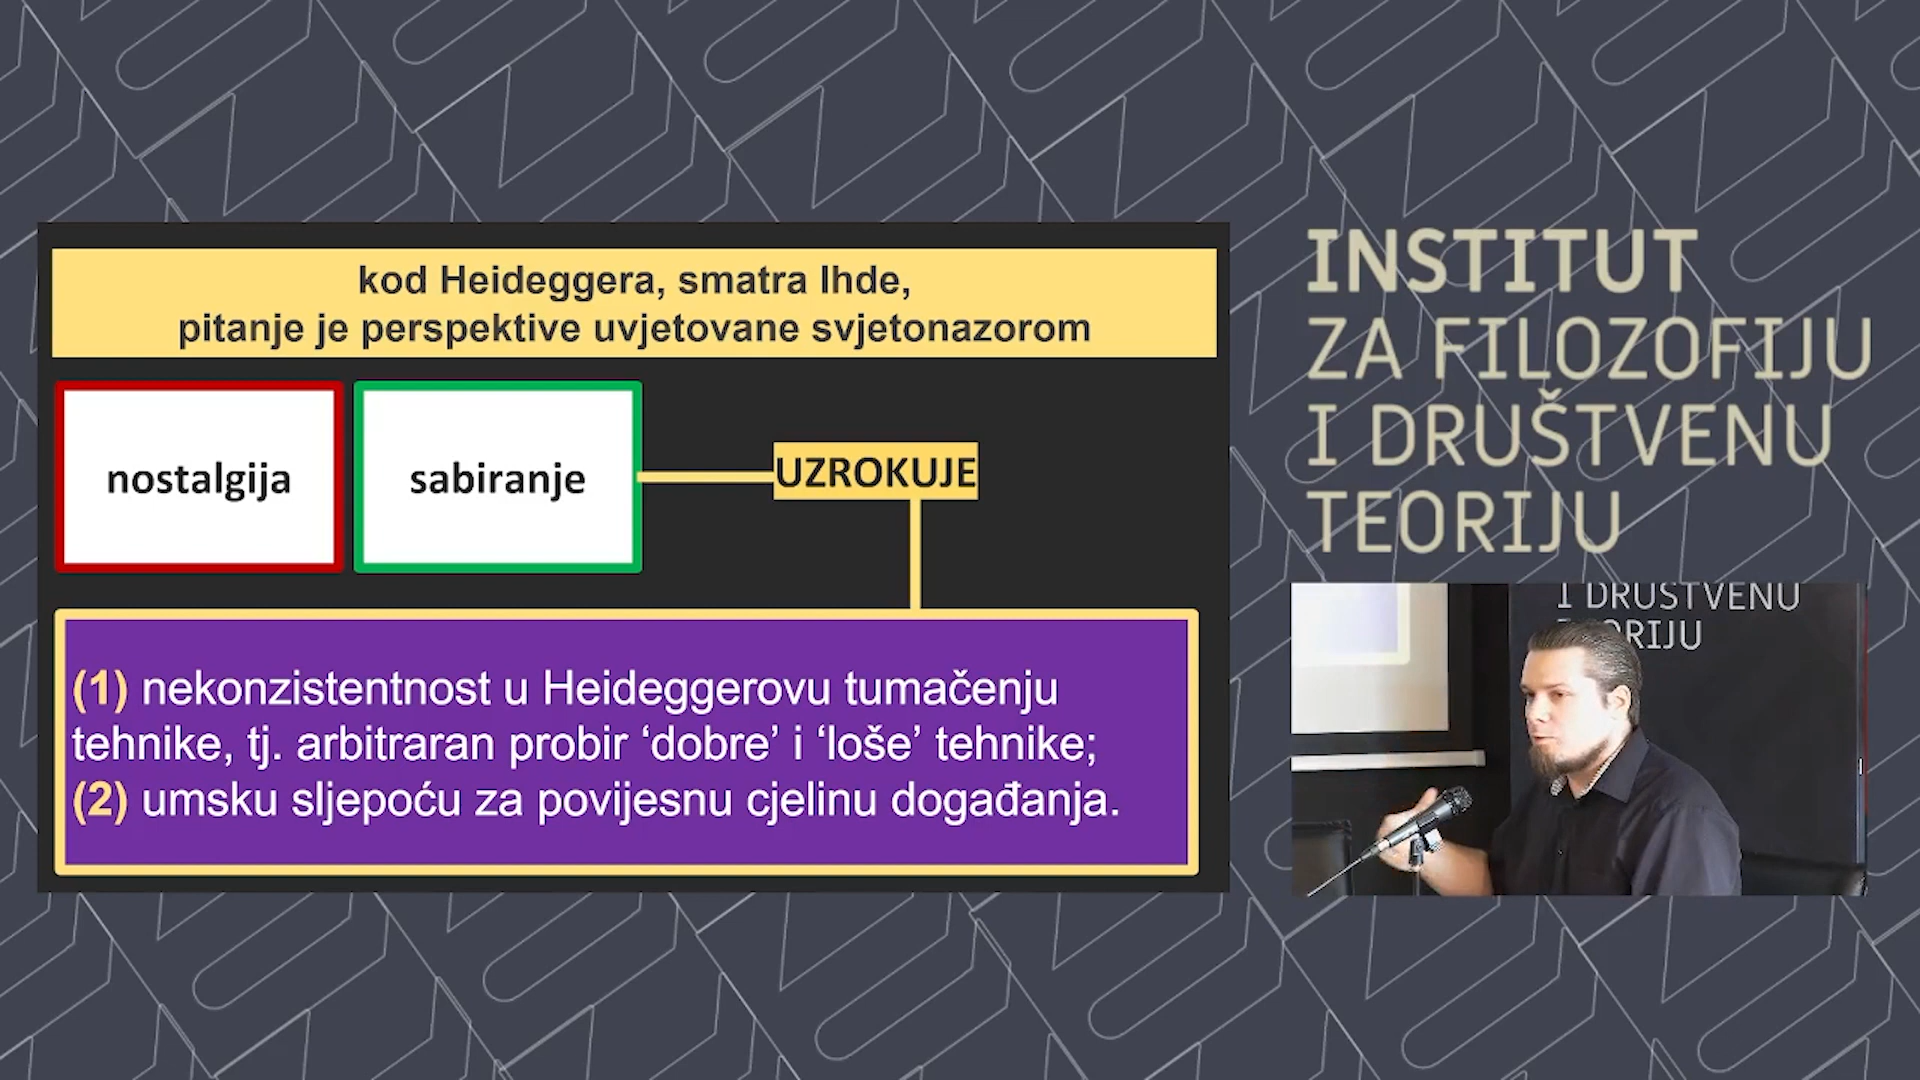 kod Heideggera, smatra Ihde,
pitanje je perspektive uvjetovane svjetonazorom
nostalgija
sabiranje
UZROKUJE
(1) nekonzistentnost u Heideggerovu tumačenju
tehnike, tj. arbitraran probir ‘dobre’ i ‘loše’ tehnike;
(2) umsku sljepoću za povijesnu cjelinu događanja.
INSTITUT
ZA FILOZOFIJU
I DRUŠTVENU
TEORIJU
I DRUŠTVENU
ORIJU